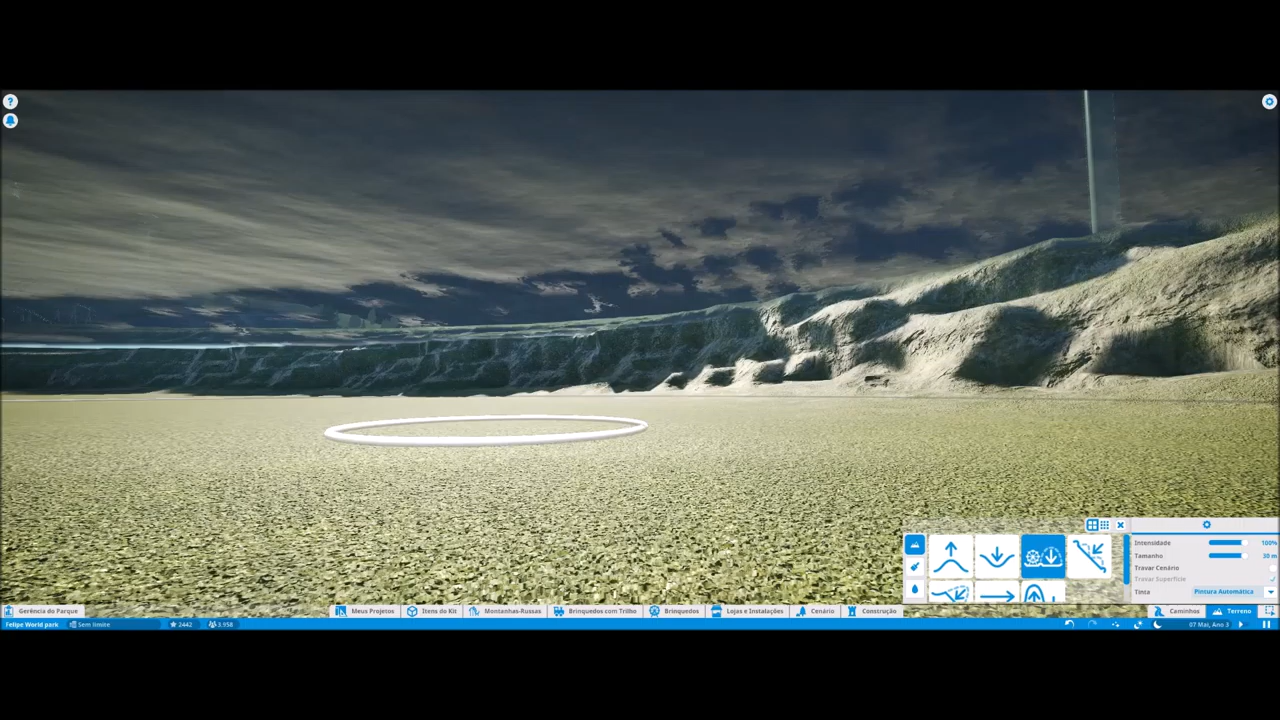 ?
Intensidade 100%
Tamanho 30 m
Travar Cenário
Travar Superfície
Tinta Pintura Automática
Gerência do Parque Meus Projetos Itens do Kit Montanhas-Russas Brinquedos com Trilho Brinquedos Lojas e Instalações Cenário Construção Caminhos Terreno
Felipe World park Sem limite 2442 3.958 07 Mai, Ano 3